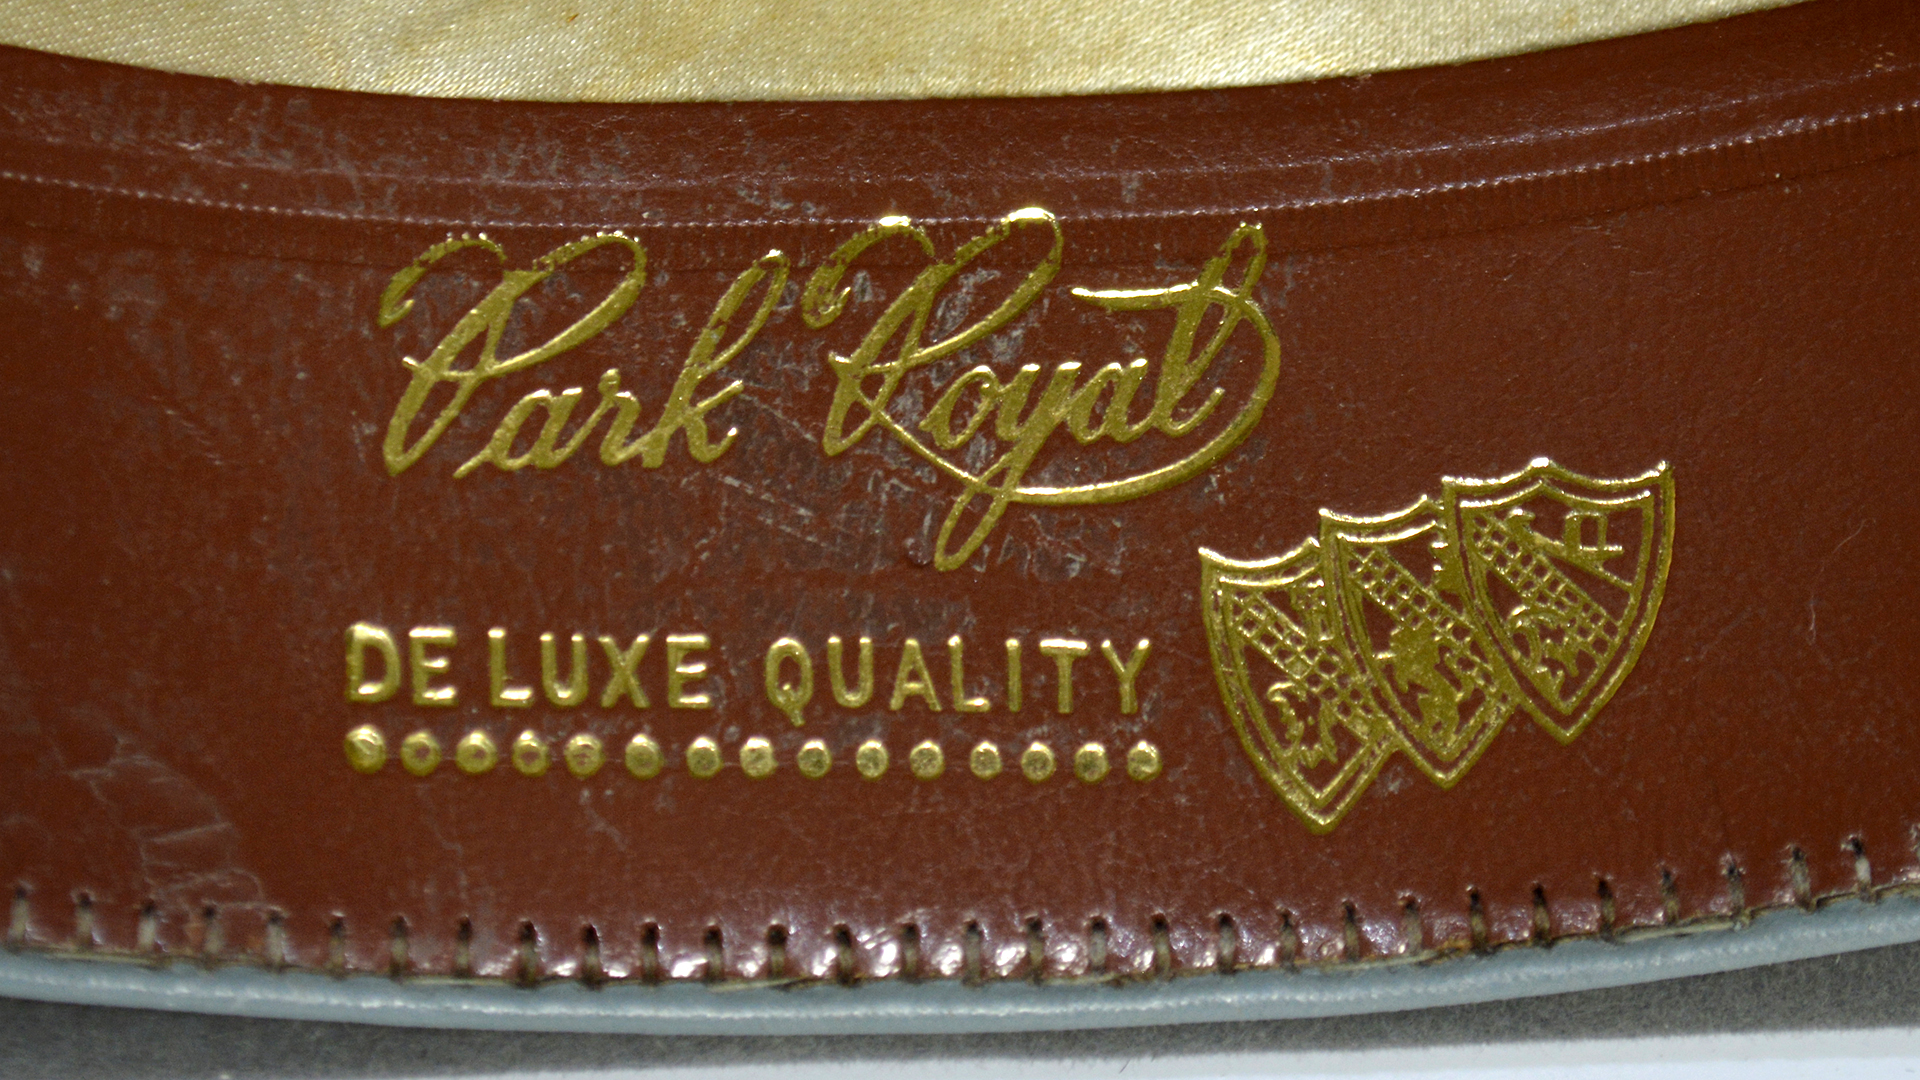 Park Royal
DE LUXE QUALITY